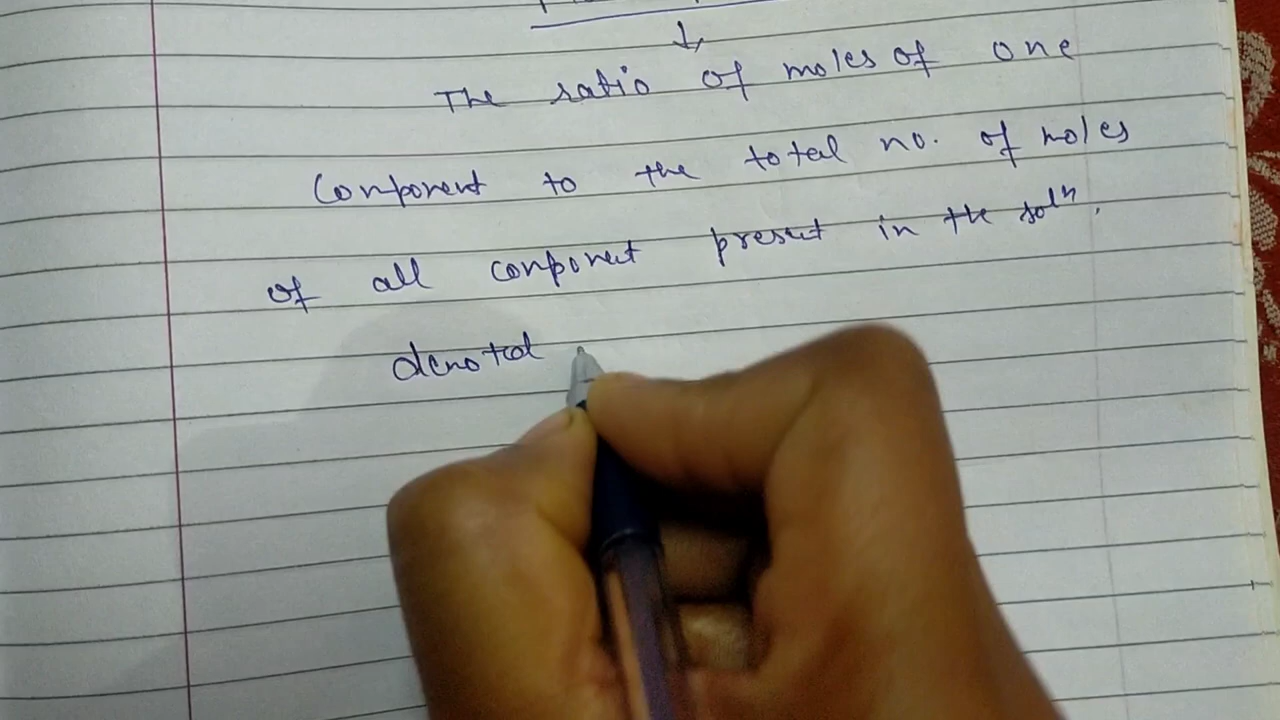 The ratio of moles of one
Component to the total no. of moles
of all component present in the solⁿ.
denoted